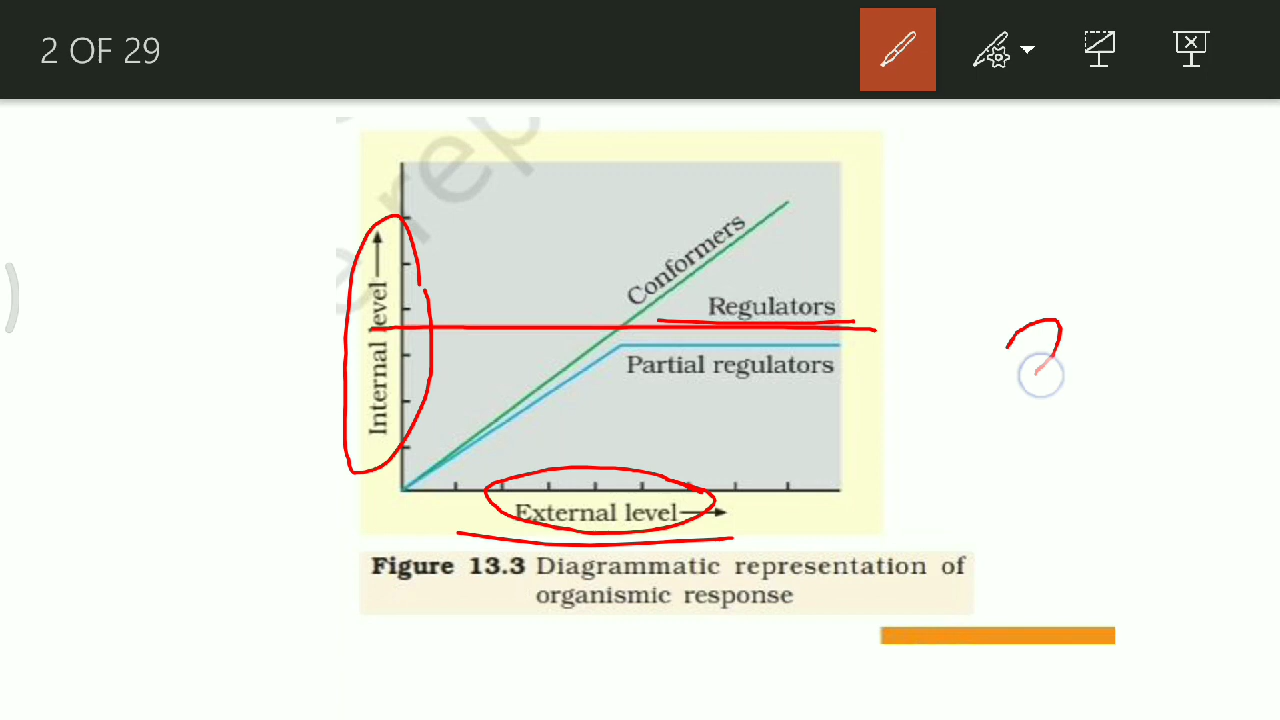 2 OF 29
rep
Conformers
Regulators
Partial regulators
Internal level
External level
Figure 13.3 Diagrammatic representation of
organismic response